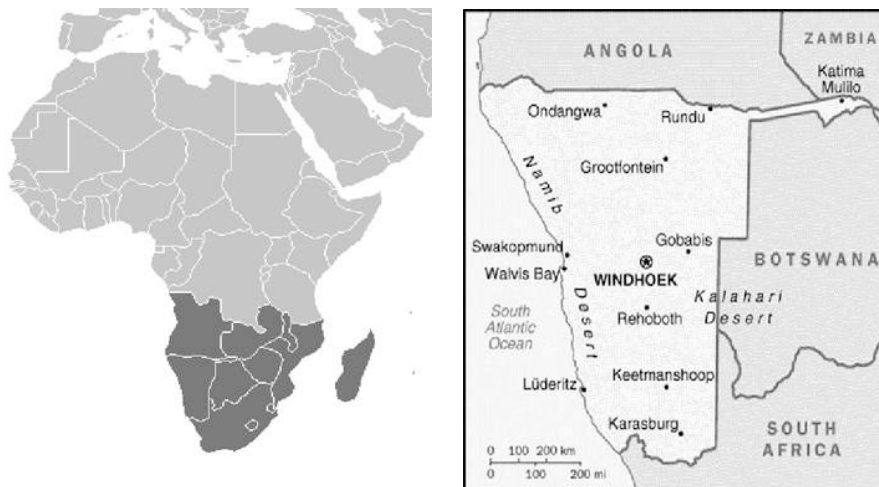 ANGOLA
ZAMBIA
Katima
Mulilo
Ondangwa
Rundu
Grootfontein
Namib
Desert
Swakopmund
Walvis Bay
Gobabis
WINDHOEK
BOTSWANA
Kalahari
Desert
South
Atlantic
Ocean
Rehoboth
Lüderitz
Keetmanshoop
Karasburg
SOUTH
AFRICA
0 100 200 km
0 100 200 mi